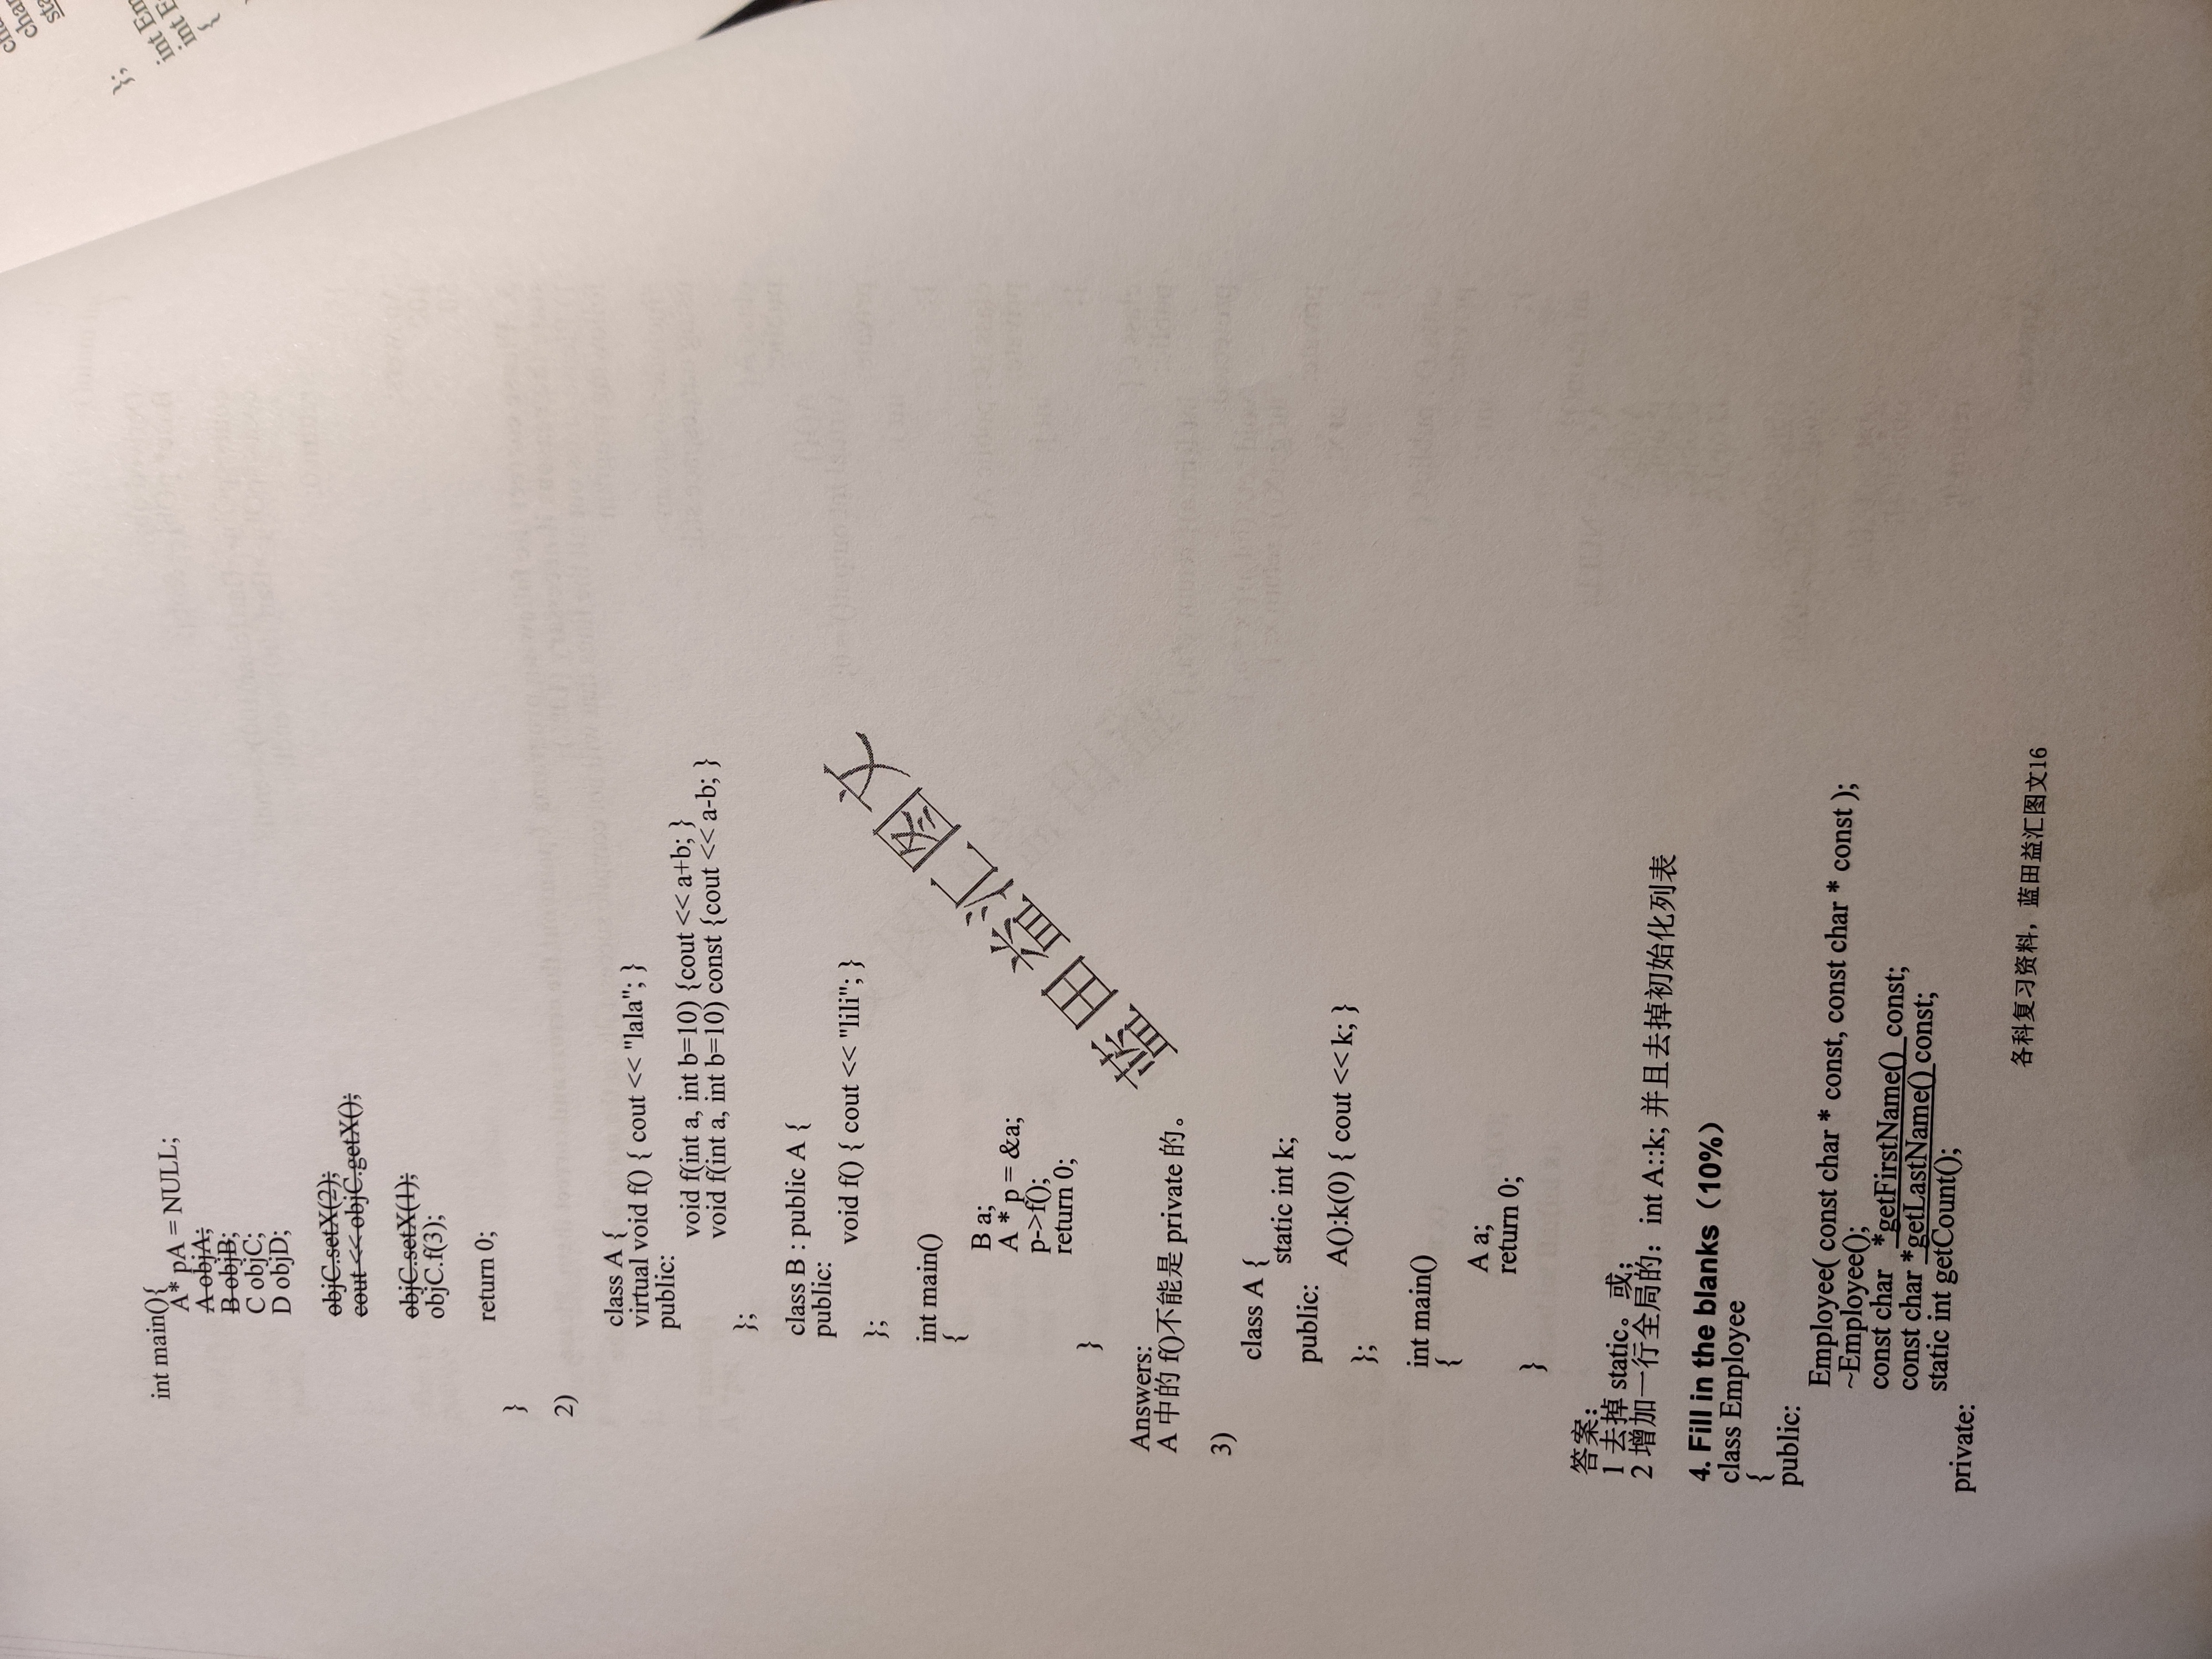 int main(){
A* pA = NULL;
A objA;
B objB;
C objC;
D objD;
objC.setX(2);
cout << objC.getX();
objC.setX(1);
objC.f(3);
return 0;
}
2)
class A {
virtual void f() { cout << "lala"; }
public:
void f(int a, int b=10) {cout << a+b; }
void f(int a, int b=10) const {cout << a-b; }
};
class B : public A {
public:
void f() { cout << "lili"; }
};
int main()
{
B a;
A * p = &a;
p->f();
return 0;
}
Answers:
A 中的 f()不能是 private 的。
3)
class A {
static int k;
public:
A():k(0) { cout << k; }
};
int main()
{
A a;
return 0;
}
答案：
1 去掉 static。或；
2 增加一行全局的：int A::k; 并且去掉初始化列表
4. Fill in the blanks（10%）
class Employee
{
public:
Employee( const char * const, const char * const );
~Employee();
const char *getFirstName() const;
const char *getLastName() const;
static int getCount();
private:
各科复习资料，蓝田益汇图文16
蓝田益汇图文
};
int Em
int E
{
char
sta